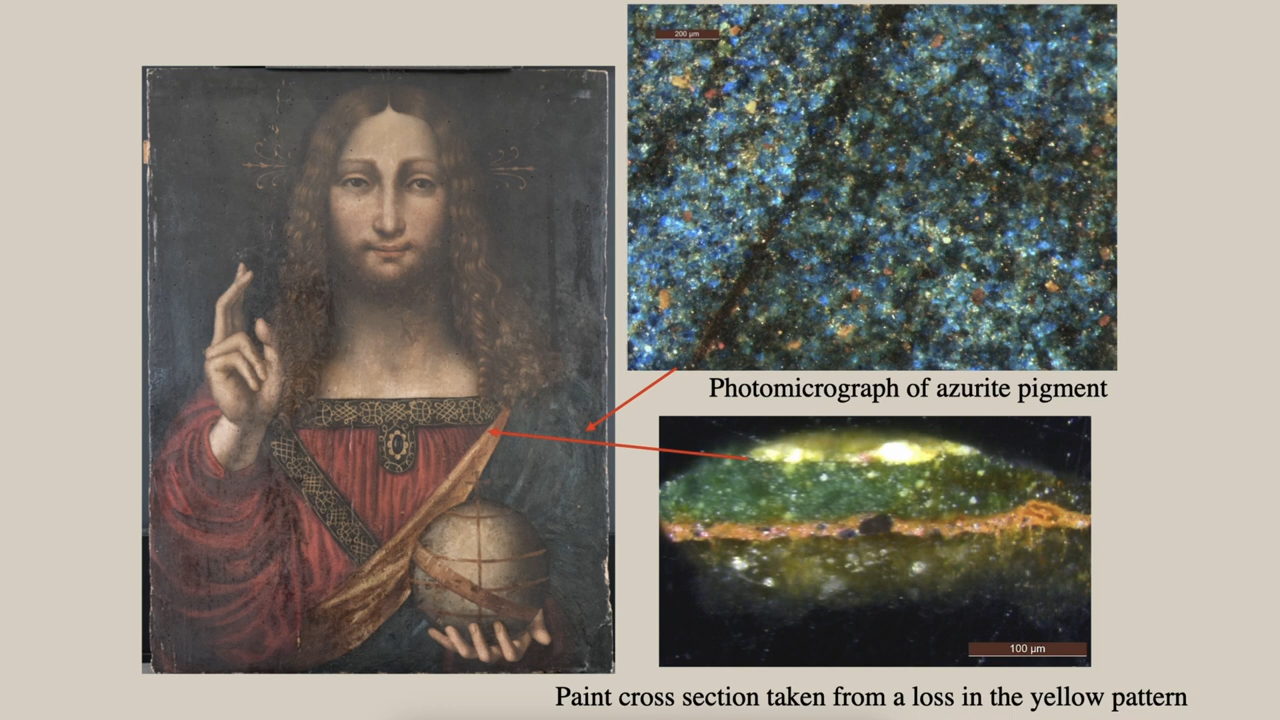 200 µm
Photomicrograph of azurite pigment
100 µm
Paint cross section taken from a loss in the yellow pattern